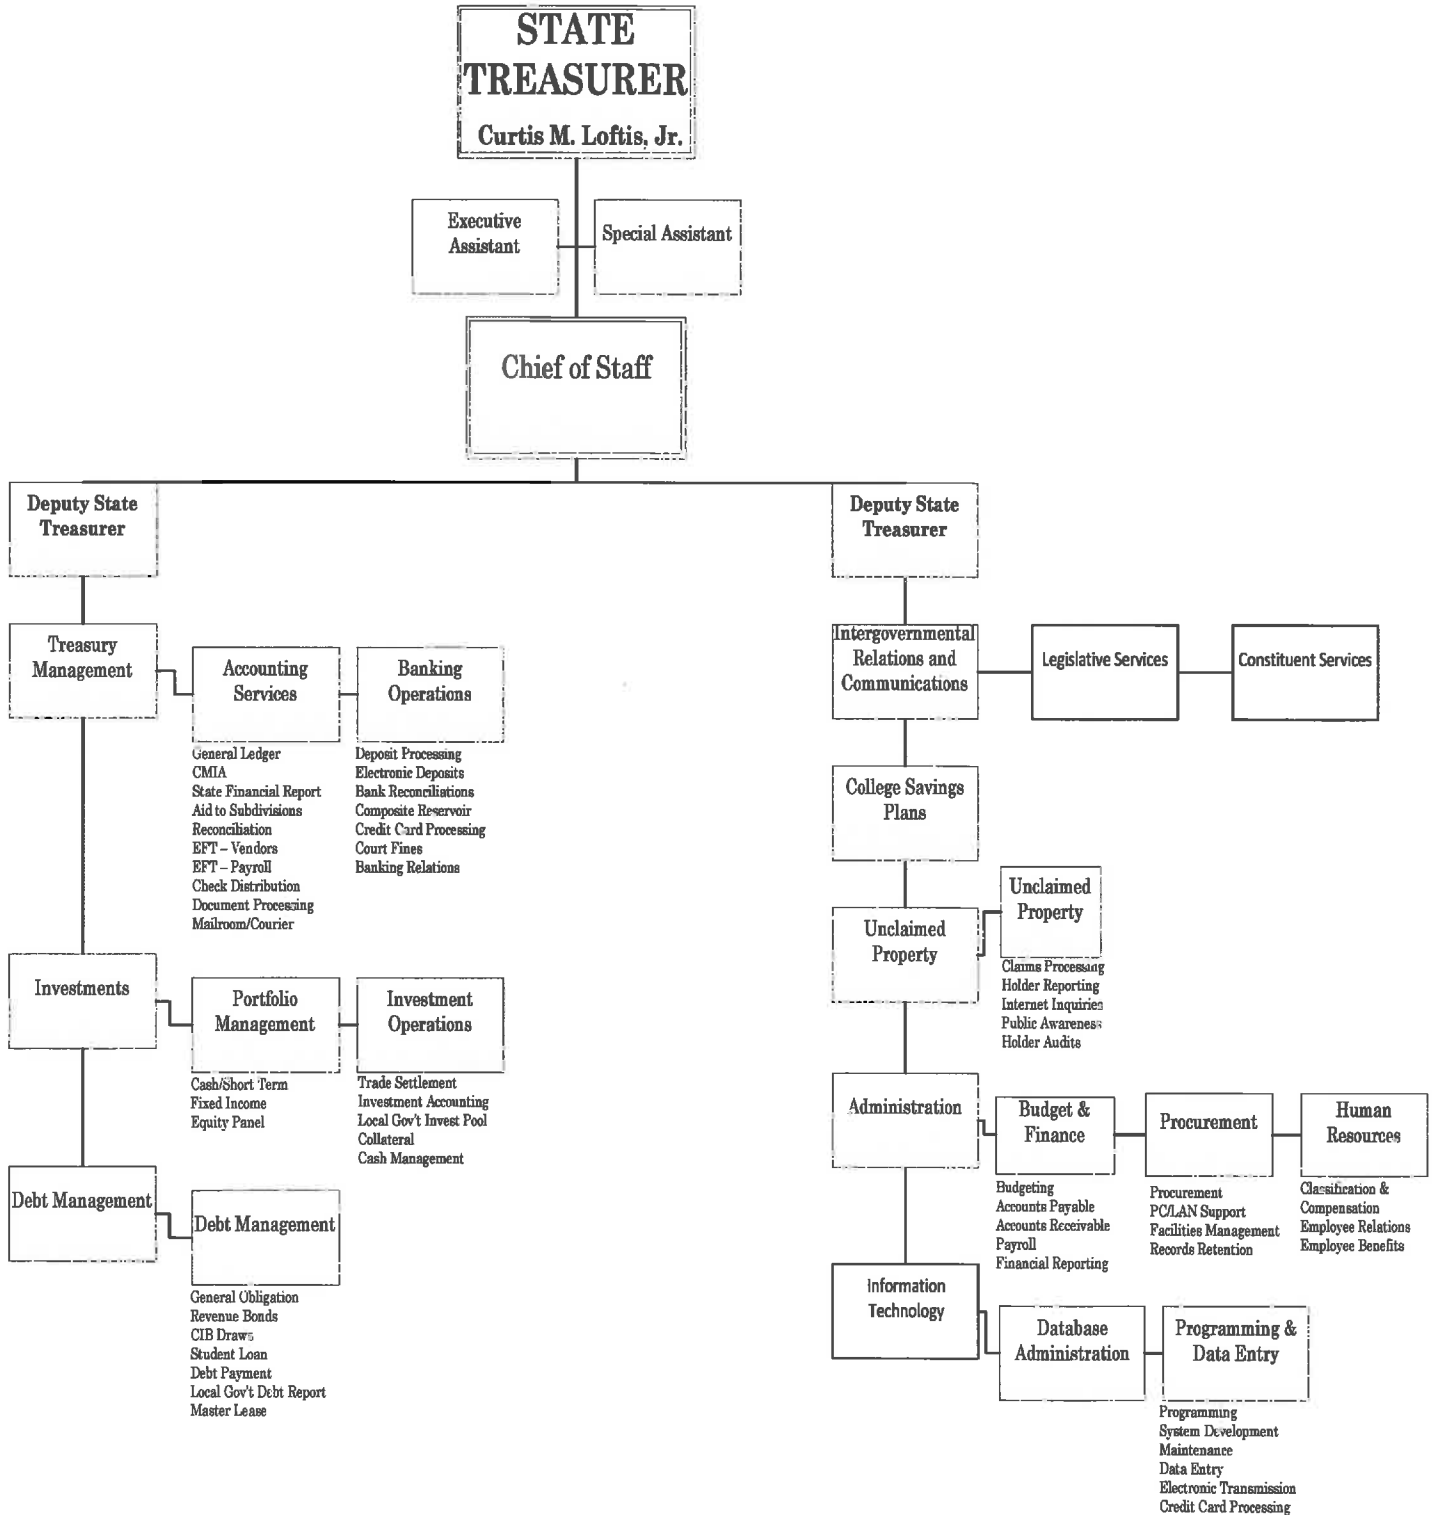 STATE
TREASURER
Curtis M. Loftis, Jr.
Executive
Assistant
Special Assistant
Chief of Staff
Deputy State
Treasurer
Treasury
Management
Accounting
Services
General Ledger
CMIA
State Financial Report
Aid to Subdivisions
Reconciliation
EFT – Vendors
EFT – Payroll
Check Distribution
Document Processing
Mailroom/Courier
Banking
Operations
Deposit Processing
Electronic Deposits
Bank Reconciliations
Composite Reservoir
Credit Card Processing
Court Fines
Banking Relations
Investments
Portfolio
Management
Cash/Short Term
Fixed Income
Equity Panel
Investment
Operations
Trade Settlement
Investment Accounting
Local Gov't Invest Pool
Collateral
Cash Management
Debt Management
Debt Management
General Obligation
Revenue Bonds
CIB Draws
Student Loan
Debt Payment
Local Gov't Debt Report
Master Lease
Deputy State
Treasurer
Intergovernmental
Relations and
Communications
Legislative Services
Constituent Services
College Savings
Plans
Unclaimed
Property
Unclaimed
Property
Claims Processing
Holder Reporting
Internet Inquiries
Public Awareness
Holder Audits
Administration
Budget &
Finance
Budgeting
Accounts Payable
Accounts Receivable
Payroll
Financial Reporting
Procurement
Procurement
PC/LAN Support
Facilities Management
Records Retention
Human
Resources
Classification &
Compensation
Employee Relations
Employee Benefits
Information
Technology
Database
Administration
Programming &
Data Entry
Programming
System Development
Maintenance
Data Entry
Electronic Transmission
Credit Card Processing